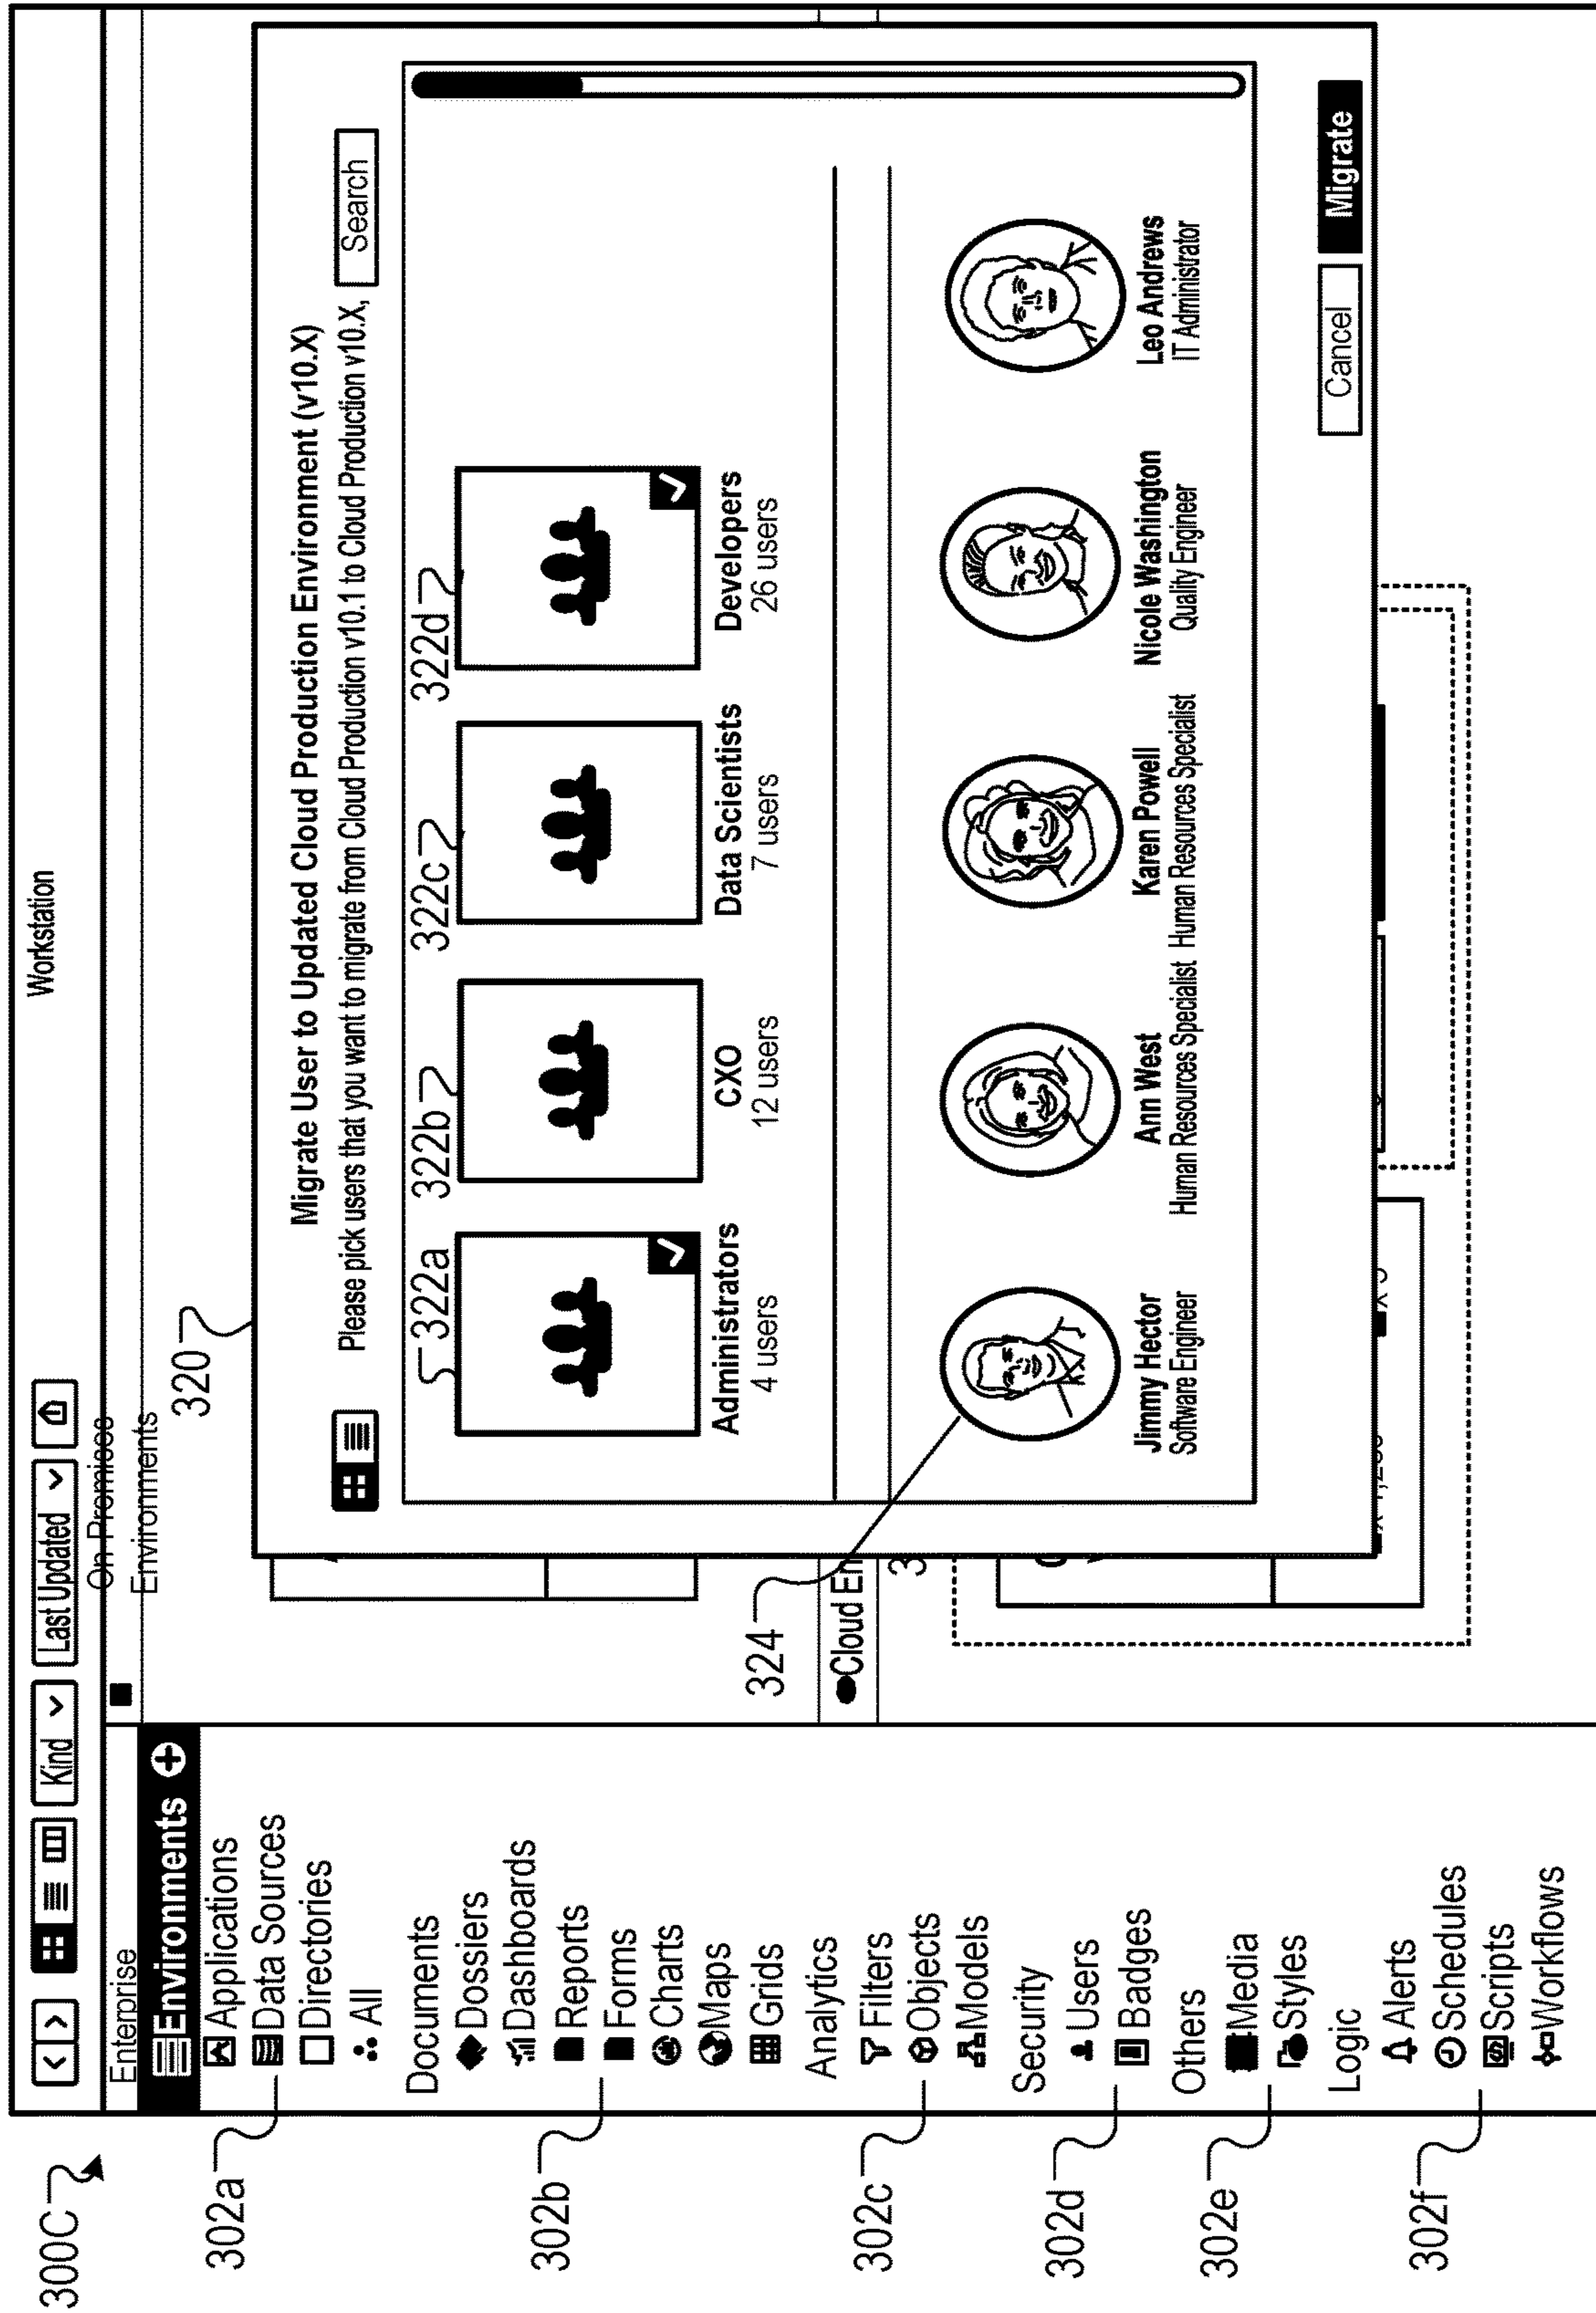 300C
Workstation
Kind
Last Updated
Enterprise
On Premises
Environments
Environments
302a
Applications
Data Sources
Directories
All
302b
Documents
Dossiers
Dashboards
Reports
Forms
Charts
Maps
Grids
302c
Analytics
Filters
Objects
Models
302d
Security
Users
Badges
302e
Others
Media
Styles
302f
Logic
Alerts
Schedules
Scripts
Workflows
320
Migrate User to Updated Cloud Production Environment (v10.X)
Please pick users that you want to migrate from Cloud Production v10.1 to Cloud Production v10.X,
Search
322a
322b
322c
322d
Administrators
4 users
CXO
12 users
Data Scientists
7 users
Developers
26 users
324
Cloud En
3
Jimmy Hector
Software Engineer
Ann West
Human Resources Specialist
Karen Powell
Human Resources Specialist
Nicole Washington
Quality Engineer
Leo Andrews
IT Administrator
Cancel
Migrate